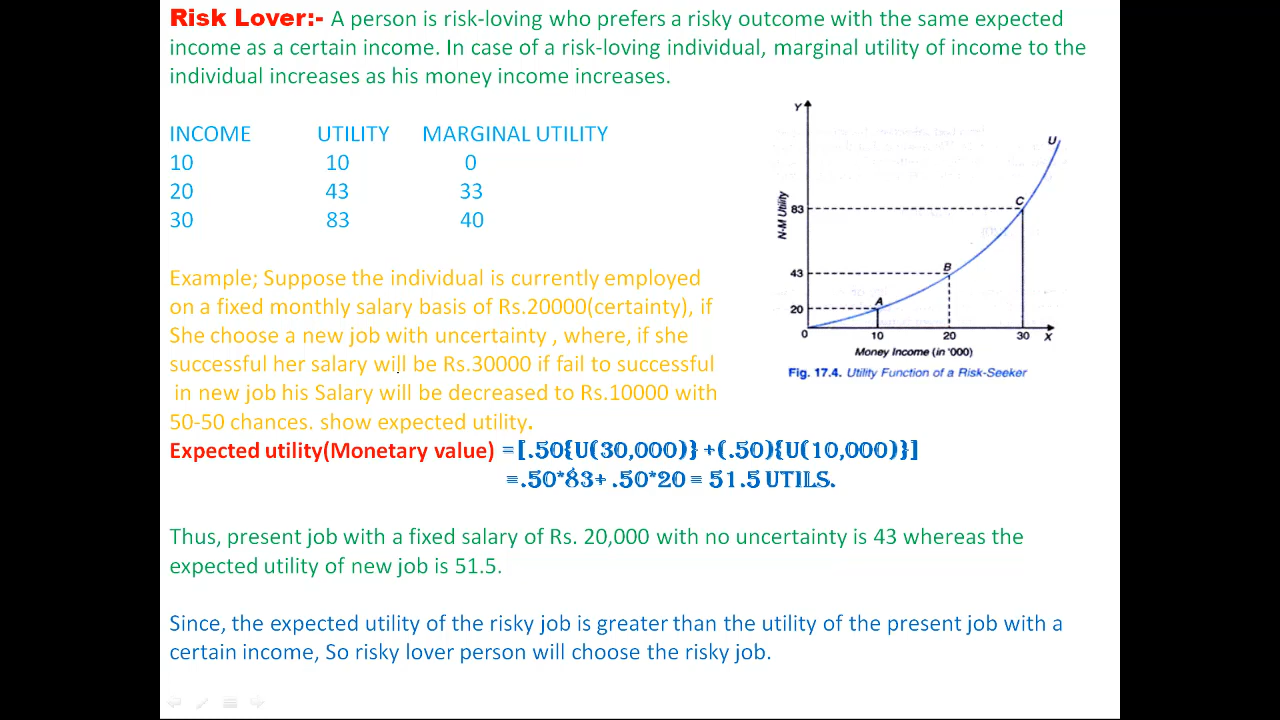 Risk Lover:- A person is risk-loving who prefers a risky outcome with the same expected
income as a certain income. In case of a risk-loving individual, marginal utility of income to the
individual increases as his money income increases.
INCOME UTILITY MARGINAL UTILITY
10 10 0
20 43 33
30 83 40
Y
U
C
83
N-M Utility
B
43
A
20
0 10 20 30 X
Money Income (in '000)
Fig. 17.4. Utility Function of a Risk-Seeker
Example; Suppose the individual is currently employed
on a fixed monthly salary basis of Rs.20000(certainty), if
She choose a new job with uncertainty , where, if she
successful her salary will be Rs.30000 if fail to successful
in new job his Salary will be decreased to Rs.10000 with
50-50 chances. show expected utility.
Expected utility(Monetary value) =[.50{U(30,000)} +(.50){U(10,000)}]
=.50*83+ .50*20 = 51.5 UTILS.
Thus, present job with a fixed salary of Rs. 20,000 with no uncertainty is 43 whereas the
expected utility of new job is 51.5.
Since, the expected utility of the risky job is greater than the utility of the present job with a
certain income, So risky lover person will choose the risky job.